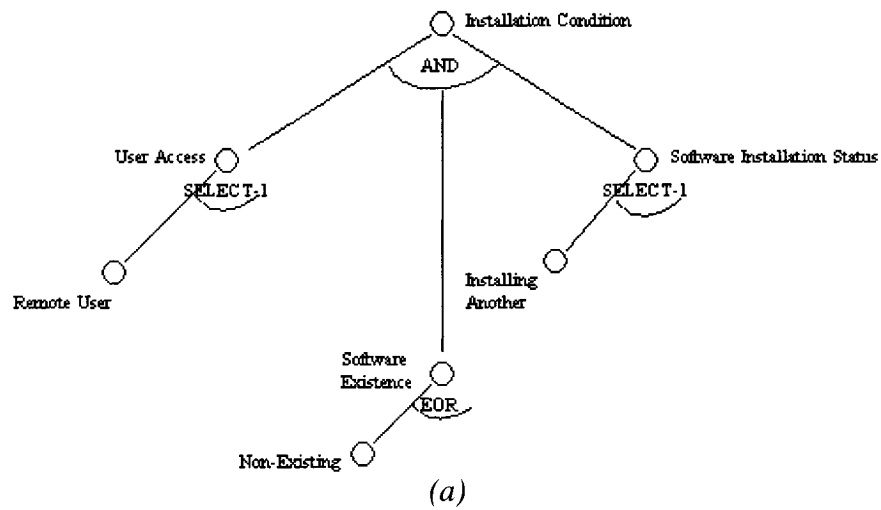 Installation Condition
AND
User Access
SELECT-1
Software Installation Status
SELECT-1
Remote User
Installing
Another
Software
Existence
EOR
Non-Existing
(a)